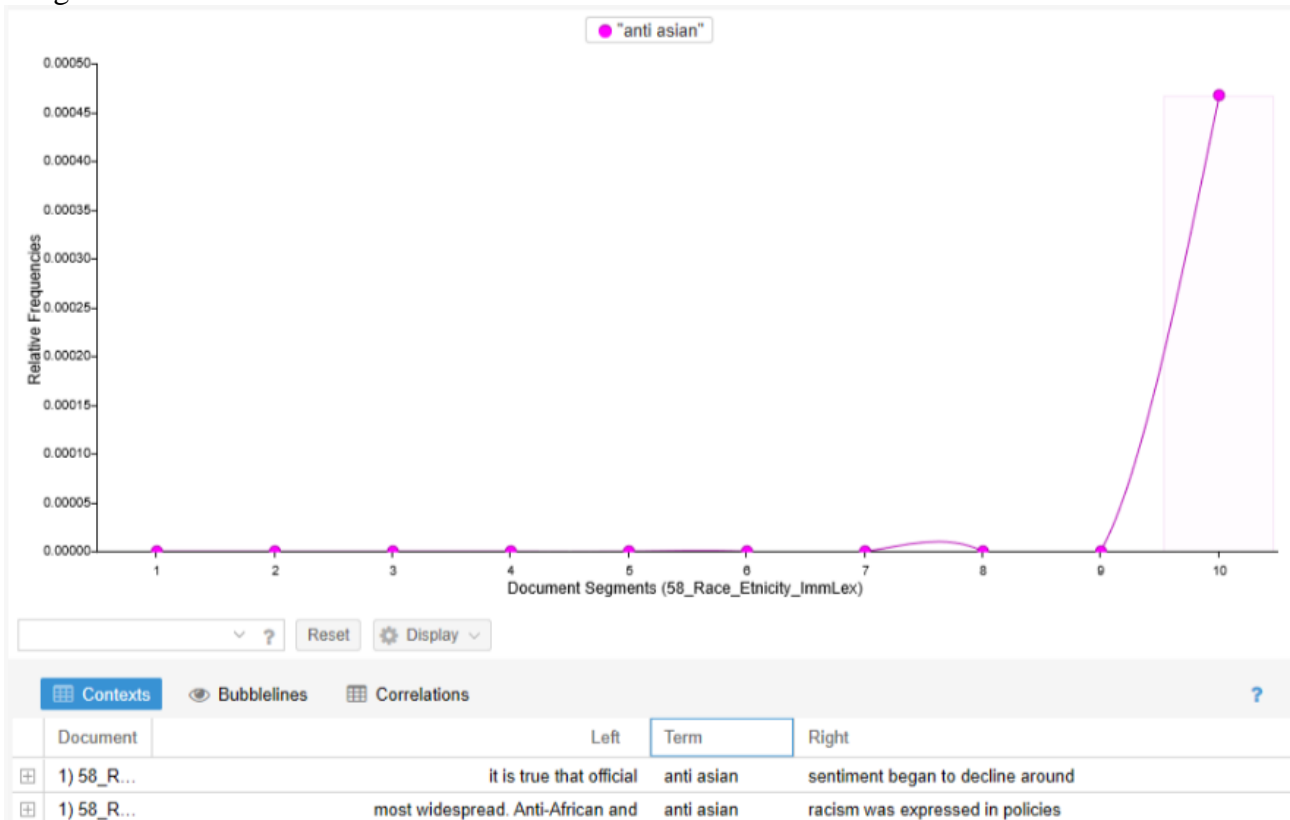 "anti asian"
0.00050
0.00045
0.00040
0.00035
0.00030
0.00025
0.00020
0.00015
0.00010
0.00005
0.00000
Relative Frequencies
1 2 3 4 5 6 7 8 9 10
Document Segments (58_Race_Etnicity_ImmLex)
? Reset Display
Contexts Bubblelines Correlations ?
Document Left Term Right
1) 58_R... it is true that official anti asian sentiment began to decline around
1) 58_R... most widespread. Anti-African and anti asian racism was expressed in policies